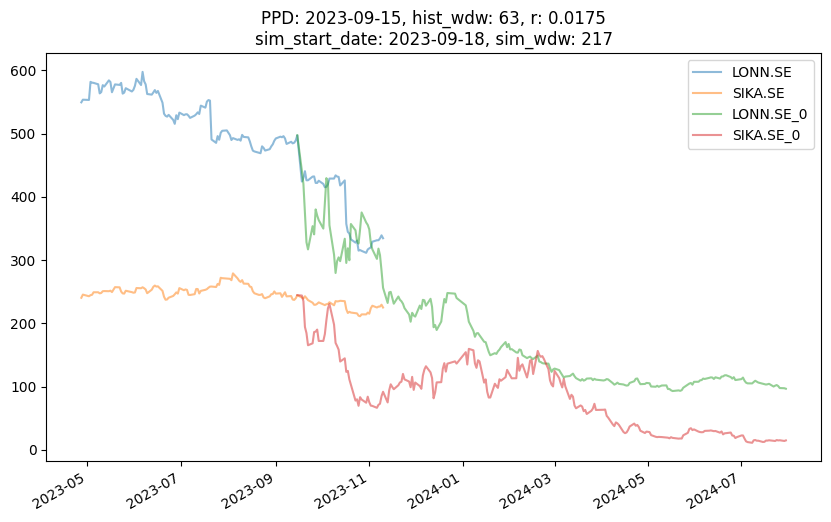 PPD: 2023-09-15, hist_wdw: 63, r: 0.0175
sim_start_date: 2023-09-18, sim_wdw: 217
LONN.SE
SIKA.SE
LONN.SE_0
SIKA.SE_0
600
500
400
300
200
100
0
2023-05
2023-07
2023-09
2023-11
2024-01
2024-03
2024-05
2024-07